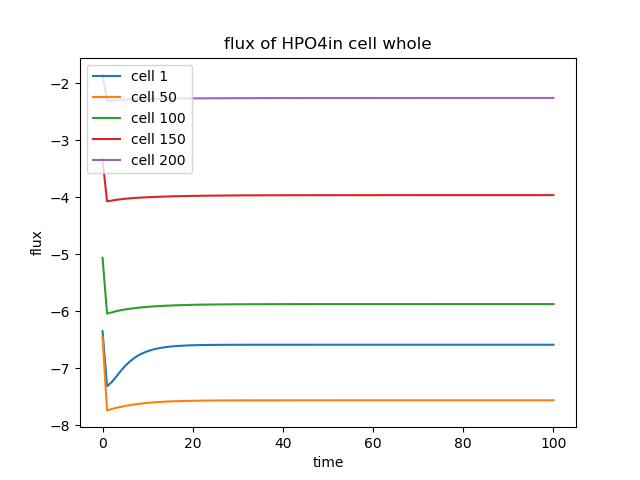 flux of HPO4in cell whole
cell 1
cell 50
cell 100
cell 150
cell 200
−2
−3
−4
−5
−6
−7
−8
flux
0 20 40 60 80 100
time